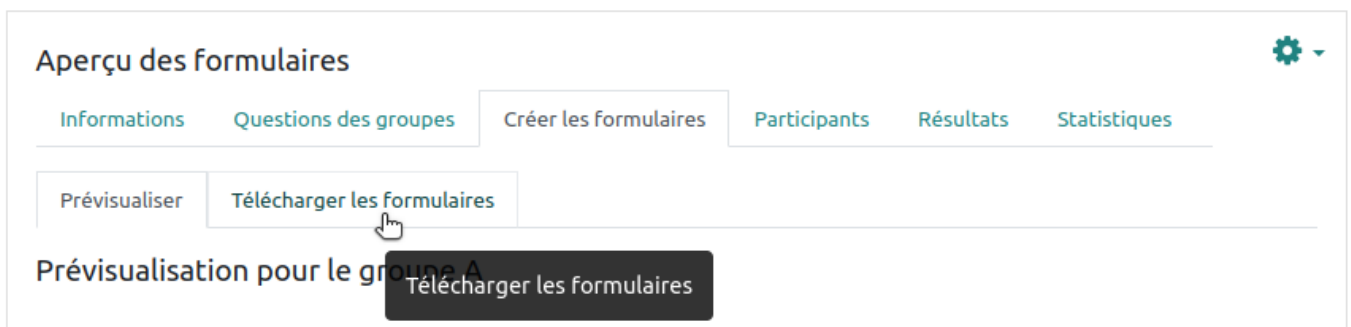 Aperçu des formulaires
Informations Questions des groupes Créer les formulaires Participants Résultats Statistiques
Prévisualiser Télécharger les formulaires
Prévisualisation pour le groupe A
Télécharger les formulaires